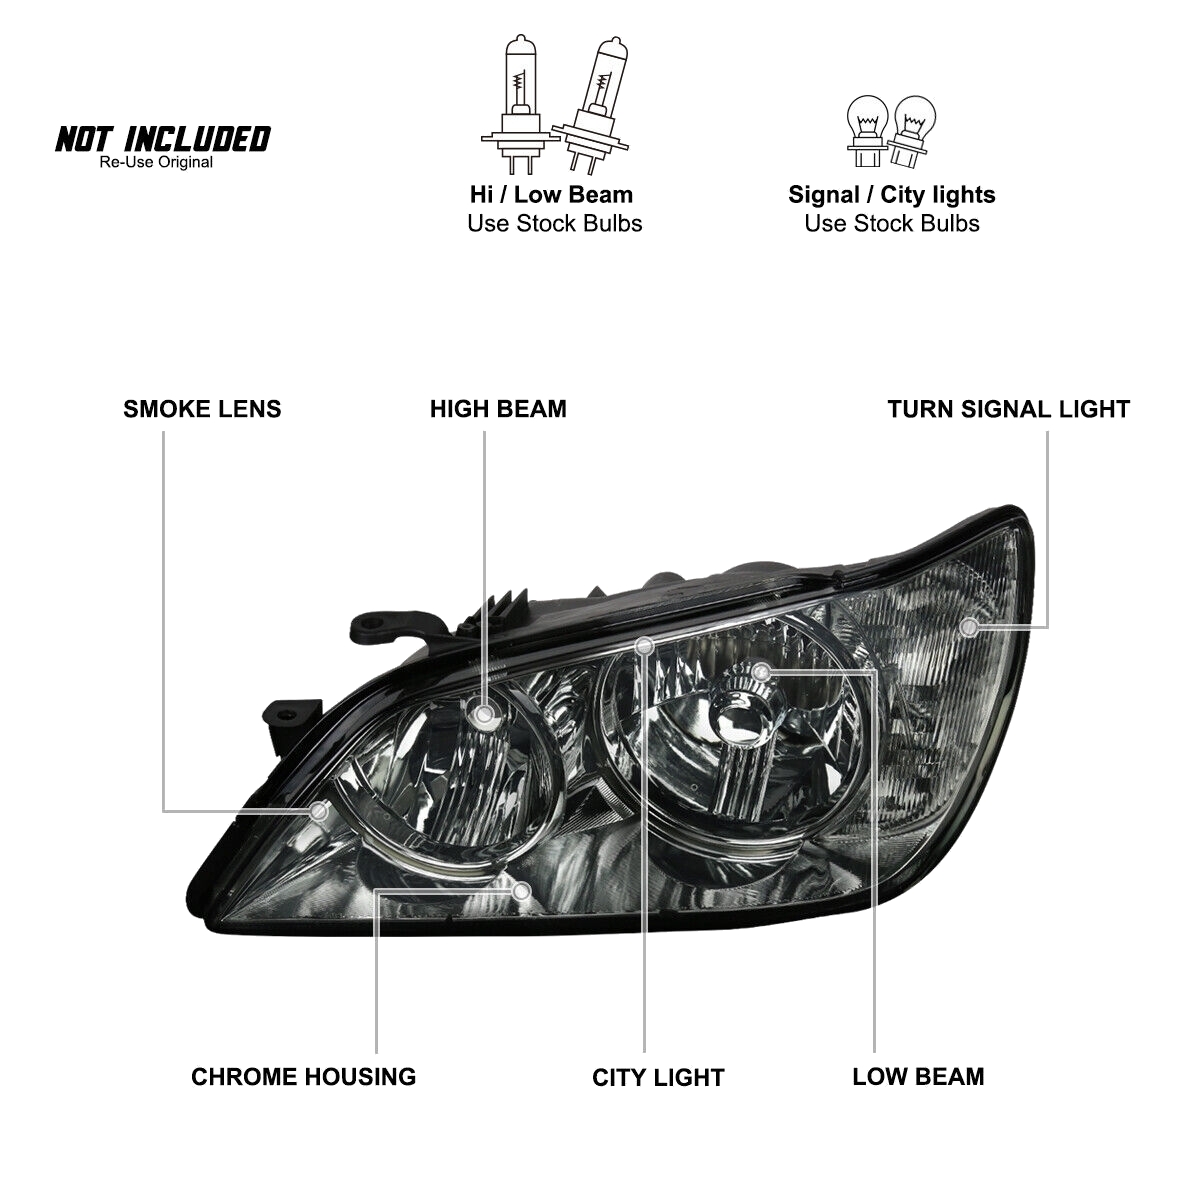 NOT INCLUDED
Re-Use Original
Hi / Low Beam
Use Stock Bulbs
Signal / City lights
Use Stock Bulbs
SMOKE LENS
HIGH BEAM
TURN SIGNAL LIGHT
CHROME HOUSING
CITY LIGHT
LOW BEAM